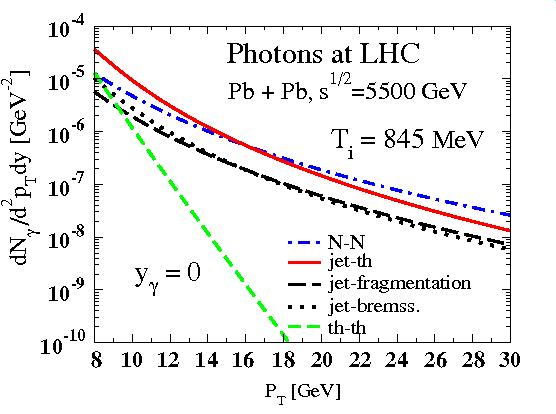 Photons at LHC
Pb + Pb, s^1/2=5500 GeV
T_i = 845 MeV
y_γ = 0
N-N
jet-th
jet-fragmentation
jet-bremss.
th-th
dN_γ/d^2p_Tdy [GeV^-2]
10^-4
10^-5
10^-6
10^-7
10^-8
10^-9
10^-10
8 10 12 14 16 18 20 22 24 26 28 30
P_T [GeV]